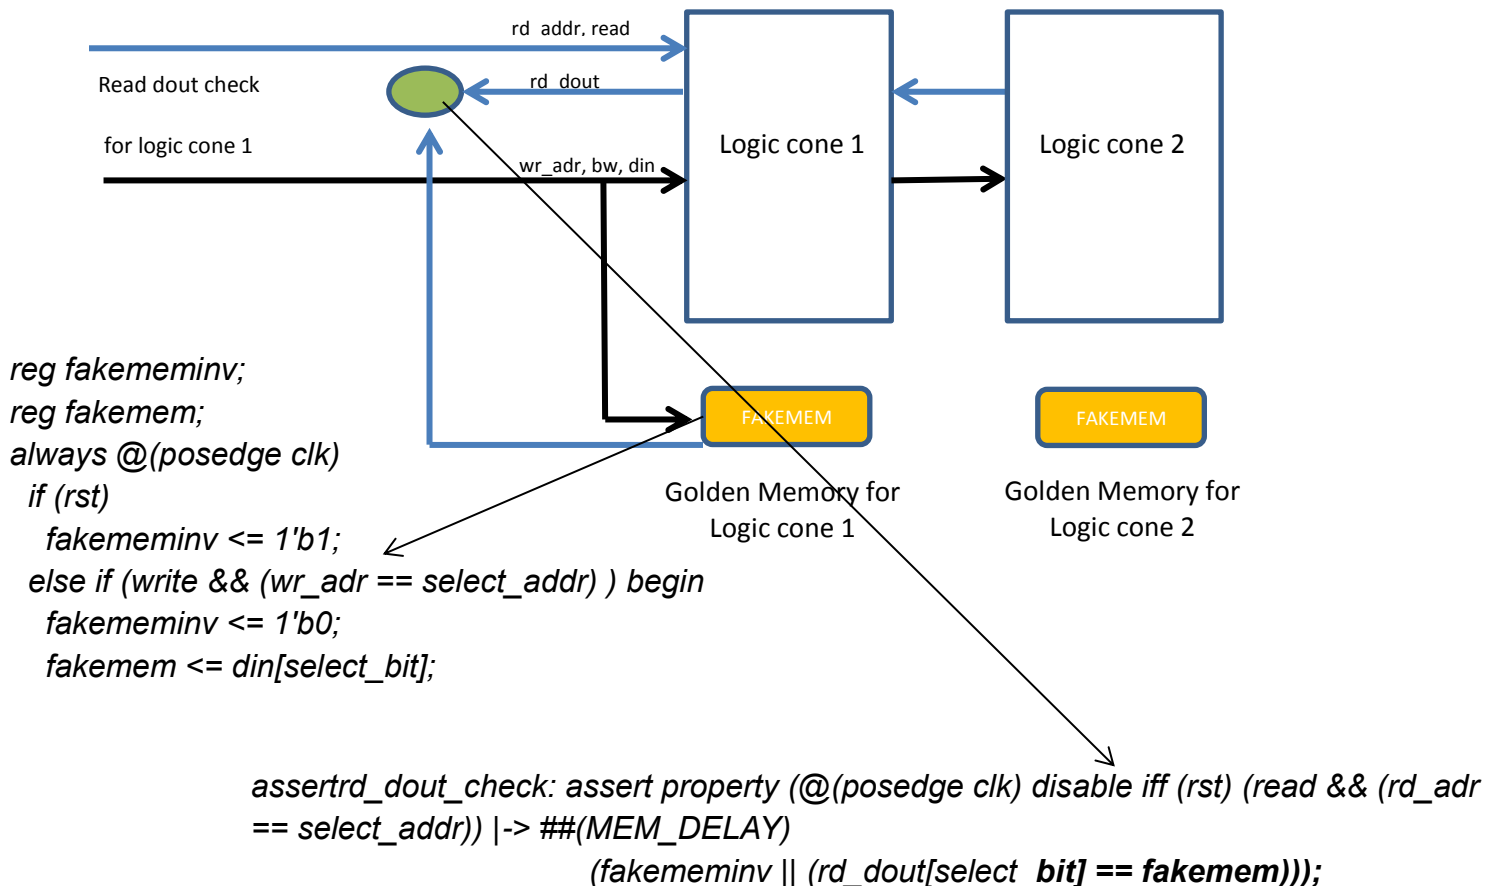 rd_addr, read
Read dout check
rd_dout
for logic cone 1
Logic cone 1
Logic cone 2
wr_adr, bw, din
reg fakememinv;
reg fakemem;
always @(posedge clk)
if (rst)
fakememinv <= 1'b1;
else if (write && (wr_adr == select_addr) ) begin
fakememinv <= 1'b0;
fakemem <= din[select_bit];
FAKEMEM
FAKEMEM
Golden Memory for
Logic cone 1
Golden Memory for
Logic cone 2
assertrd_dout_check: assert property (@(posedge clk) disable iff (rst) (read && (rd_adr
== select_addr)) |-> ##(MEM_DELAY)
(fakememinv || (rd_dout[select_bit] == fakemem)));